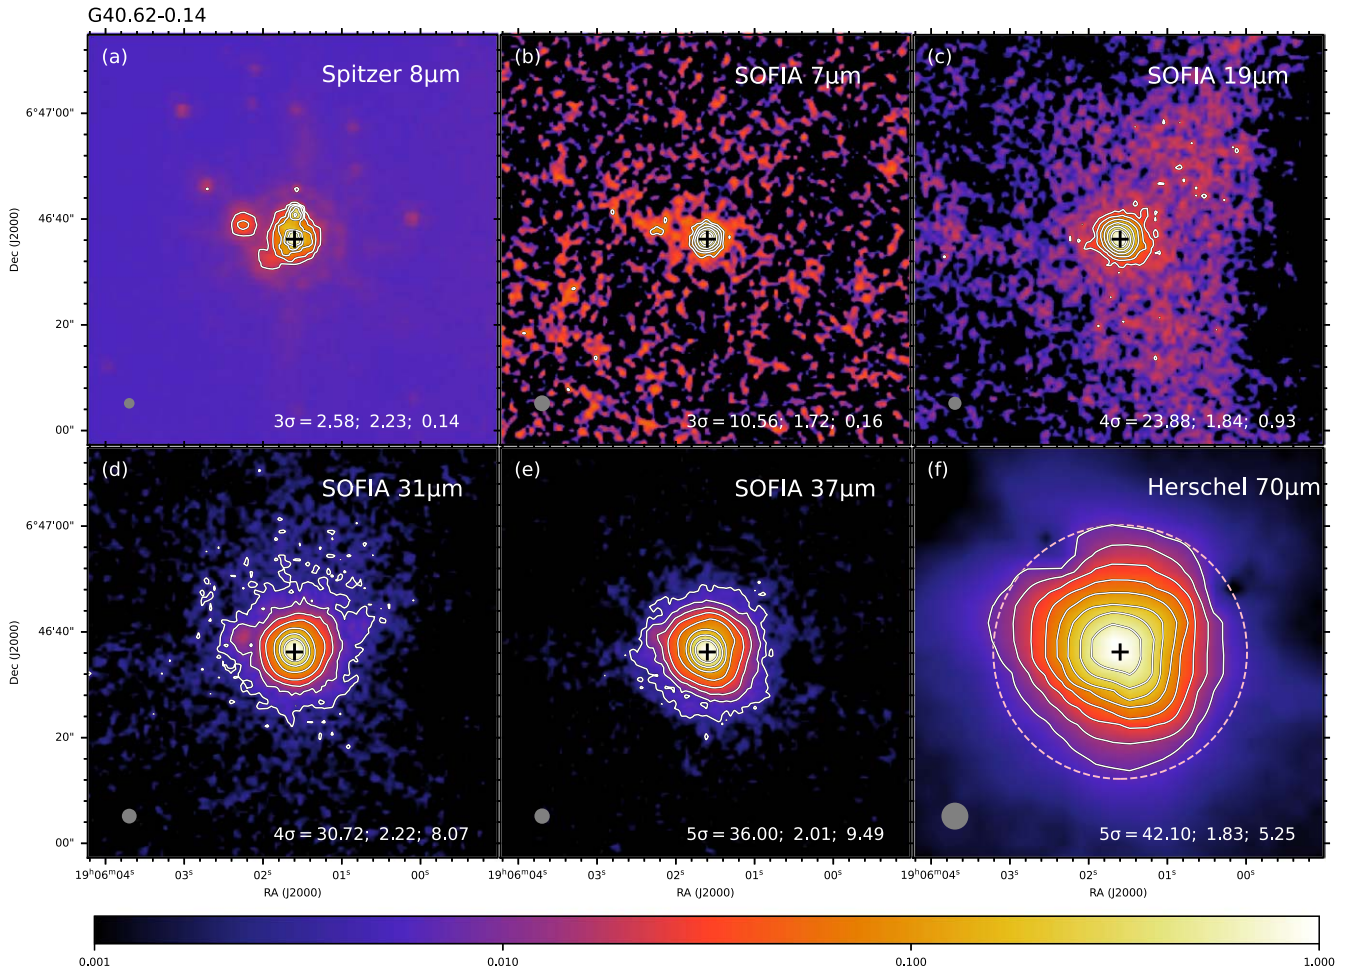 G40.62-0.14
(a)
Spitzer 8μm
3σ=2.58; 2.23; 0.14
(b)
SOFIA 7μm
3σ=10.56; 1.72; 0.16
(c)
SOFIA 19μm
4σ=23.88; 1.84; 0.93
6°47'00"
46'40"
20"
00"
Dec (J2000)
(d)
SOFIA 31μm
4σ=30.72; 2.22; 8.07
(e)
SOFIA 37μm
5σ=36.00; 2.01; 9.49
(f)
Herschel 70μm
5σ=42.10; 1.83; 5.25
6°47'00"
46'40"
20"
00"
Dec (J2000)
19ʰ06ᵐ04ˢ 03ˢ 02ˢ 01ˢ 00ˢ
RA (J2000)
19ʰ06ᵐ04ˢ 03ˢ 02ˢ 01ˢ 00ˢ
RA (J2000)
19ʰ06ᵐ04ˢ 03ˢ 02ˢ 01ˢ 00ˢ
RA (J2000)
0.001 0.010 0.100 1.000